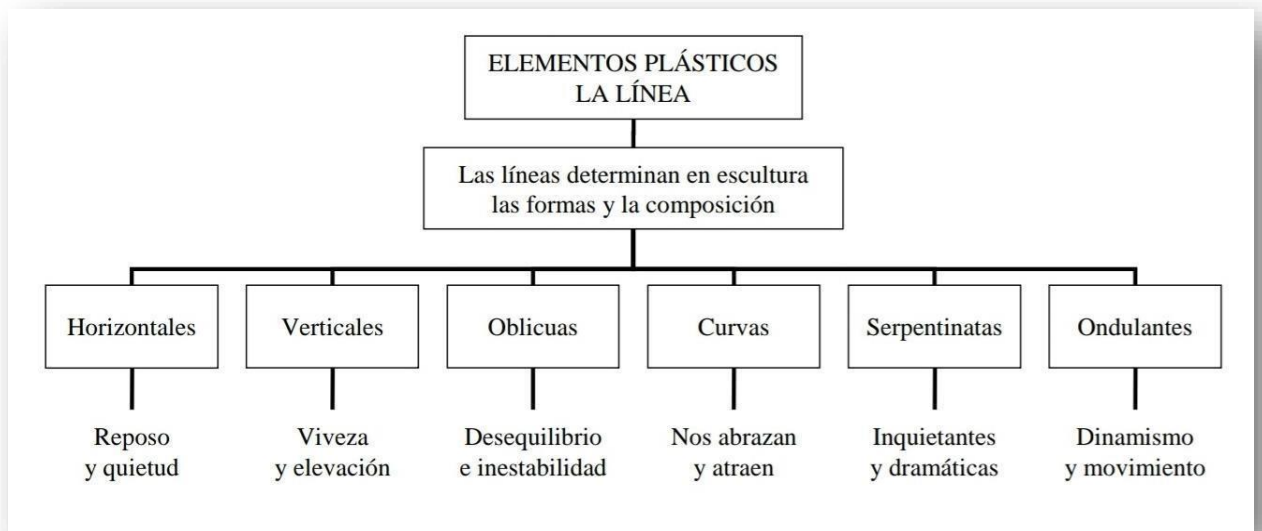 ELEMENTOS PLÁSTICOS
LA LÍNEA
Las líneas determinan en escultura
las formas y la composición
Horizontales
Verticales
Oblicuas
Curvas
Serpentinatas
Ondulantes
Reposo
y quietud
Viveza
y elevación
Desequilibrio
e inestabilidad
Nos abrazan
y atraen
Inquietantes
y dramáticas
Dinamismo
y movimiento